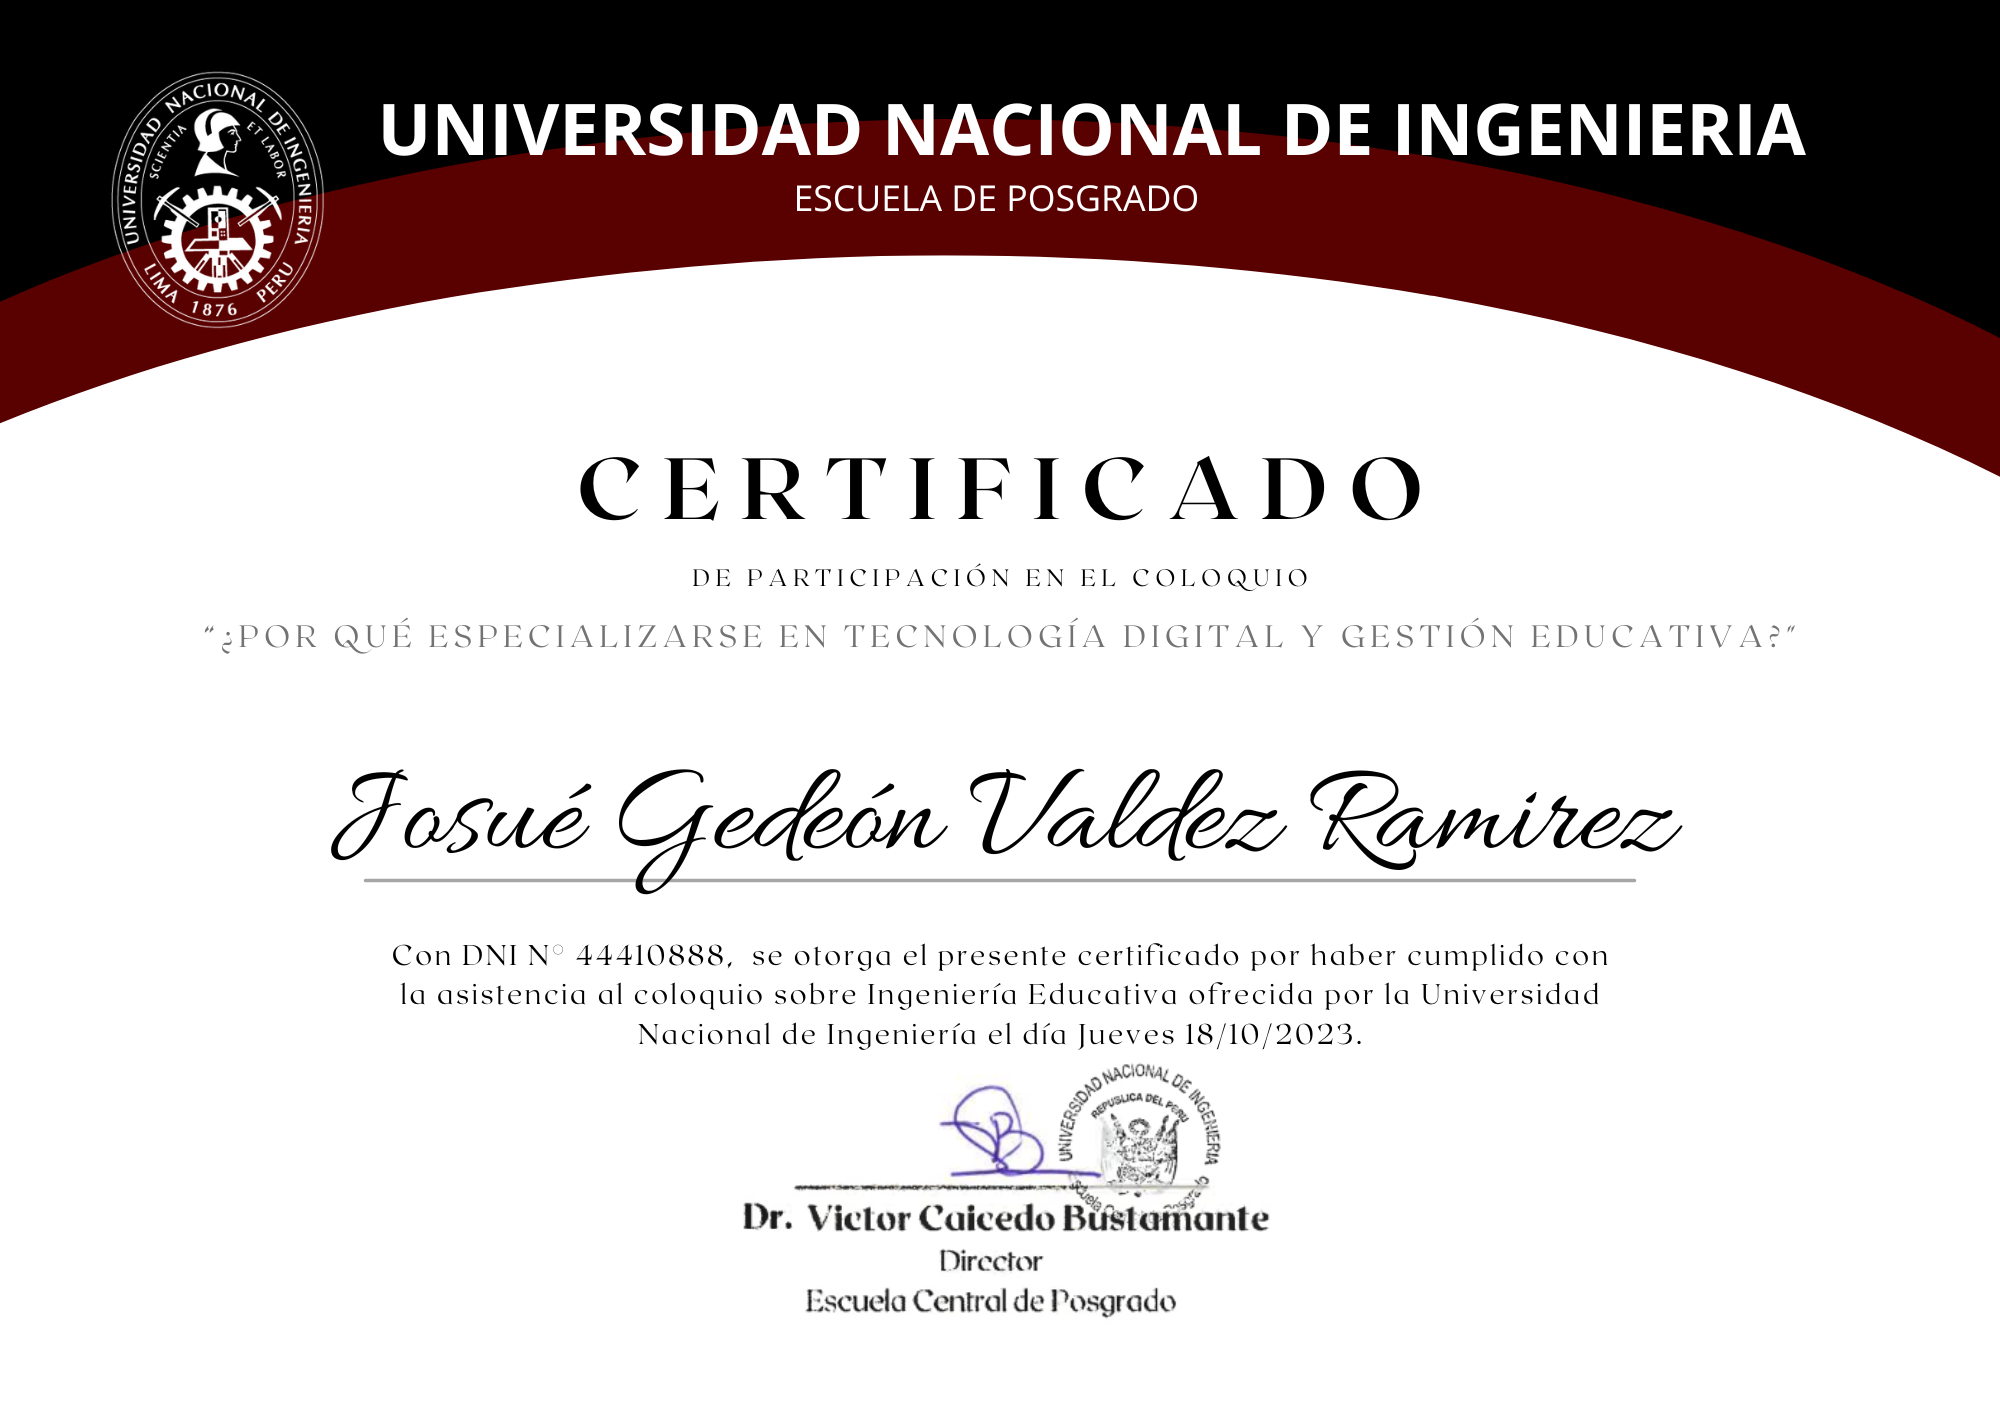 UNIVERSIDAD NACIONAL DE INGENIERIA
SCIENTIA ET LABOR
LIMA 1876 PERU
UNIVERSIDAD NACIONAL DE INGENIERIA
ESCUELA DE POSGRADO
CERTIFICADO
DE PARTICIPACIÓN EN EL COLOQUIO
"¿POR QUÉ ESPECIALIZARSE EN TECNOLOGÍA DIGITAL Y GESTIÓN EDUCATIVA?"
Josué Gedeón Valdez Ramirez
Con DNI N° 44410888, se otorga el presente certificado por haber cumplido con
la asistencia al coloquio sobre Ingeniería Educativa ofrecida por la Universidad
Nacional de Ingeniería el día Jueves 18/10/2023.
UNIVERSIDAD NACIONAL DE INGENIERIA
REPUBLICA DEL PERU
Escuela Central de Posgrado
Dr. Victor Caicedo Bustamante
Director
Escuela Central de Posgrado